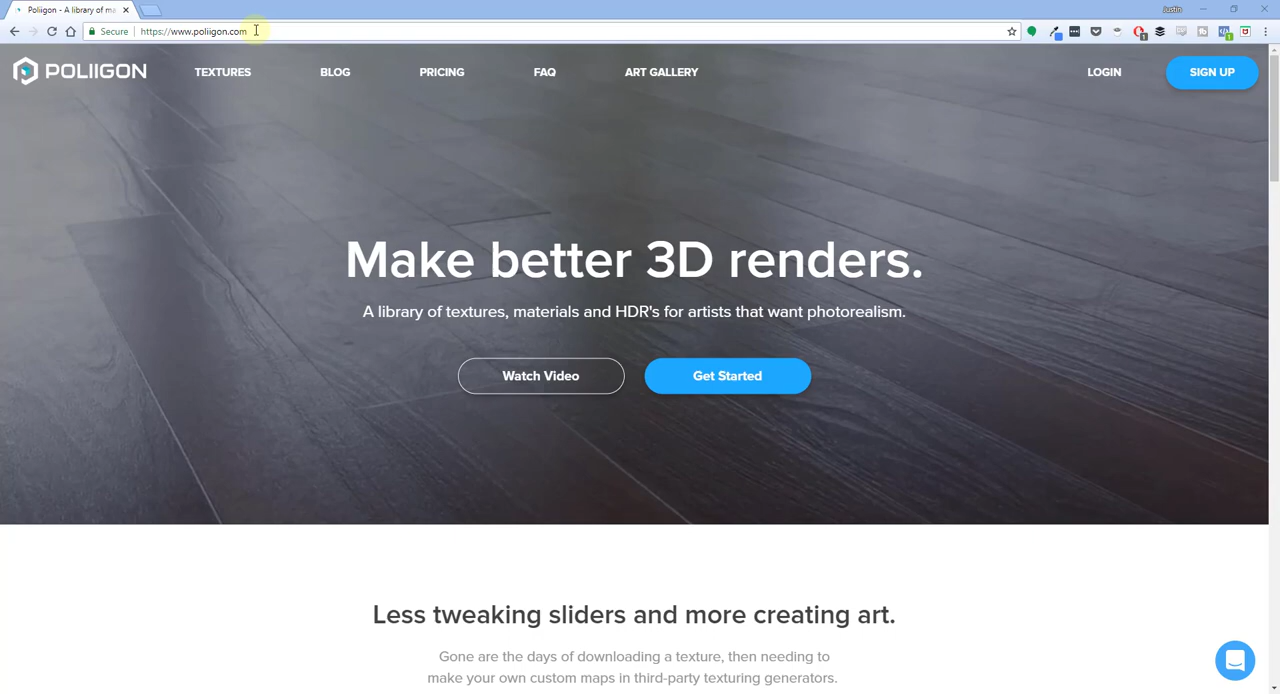 Poliigon - A library of ma
Justin
Secure
https://www.poliigon.com
POLIIGON
TEXTURES
BLOG
PRICING
FAQ
ART GALLERY
LOGIN
SIGN UP
Make better 3D renders.
A library of textures, materials and HDR's for artists that want photorealism.
Watch Video
Get Started
Less tweaking sliders and more creating art.
Gone are the days of downloading a texture, then needing to
make your own custom maps in third-party texturing generators.